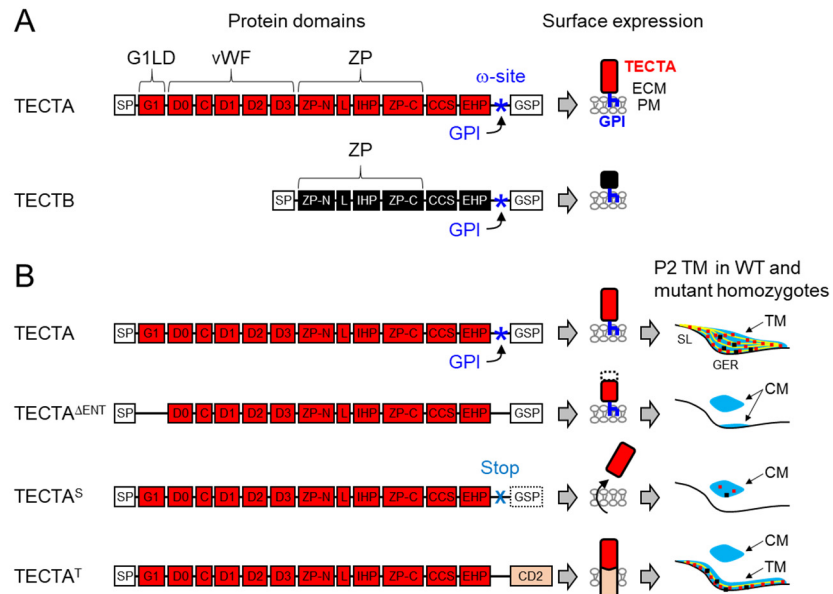 A
Protein domains
Surface expression
G1LD
vWF
ZP
ω-site
TECTA
SP G1 D0 C D1 D2 D3 ZP-N L IHP ZP-C CCS EHP * GSP
GPI
TECTA
ECM
PM
GPI
ZP
TECTB
SP ZP-N L IHP ZP-C CCS EHP * GSP
GPI
B
P2 TM in WT and
mutant homozygotes
TECTA
SP G1 D0 C D1 D2 D3 ZP-N L IHP ZP-C CCS EHP * GSP
GPI
TM
SL
GER
TECTAΔENT
SP D0 C D1 D2 D3 ZP-N L IHP ZP-C CCS EHP GSP
CM
Stop
TECTAS
SP G1 D0 C D1 D2 D3 ZP-N L IHP ZP-C CCS EHP X GSP
CM
TECTAT
SP G1 D0 C D1 D2 D3 ZP-N L IHP ZP-C CCS EHP CD2
CM
TM